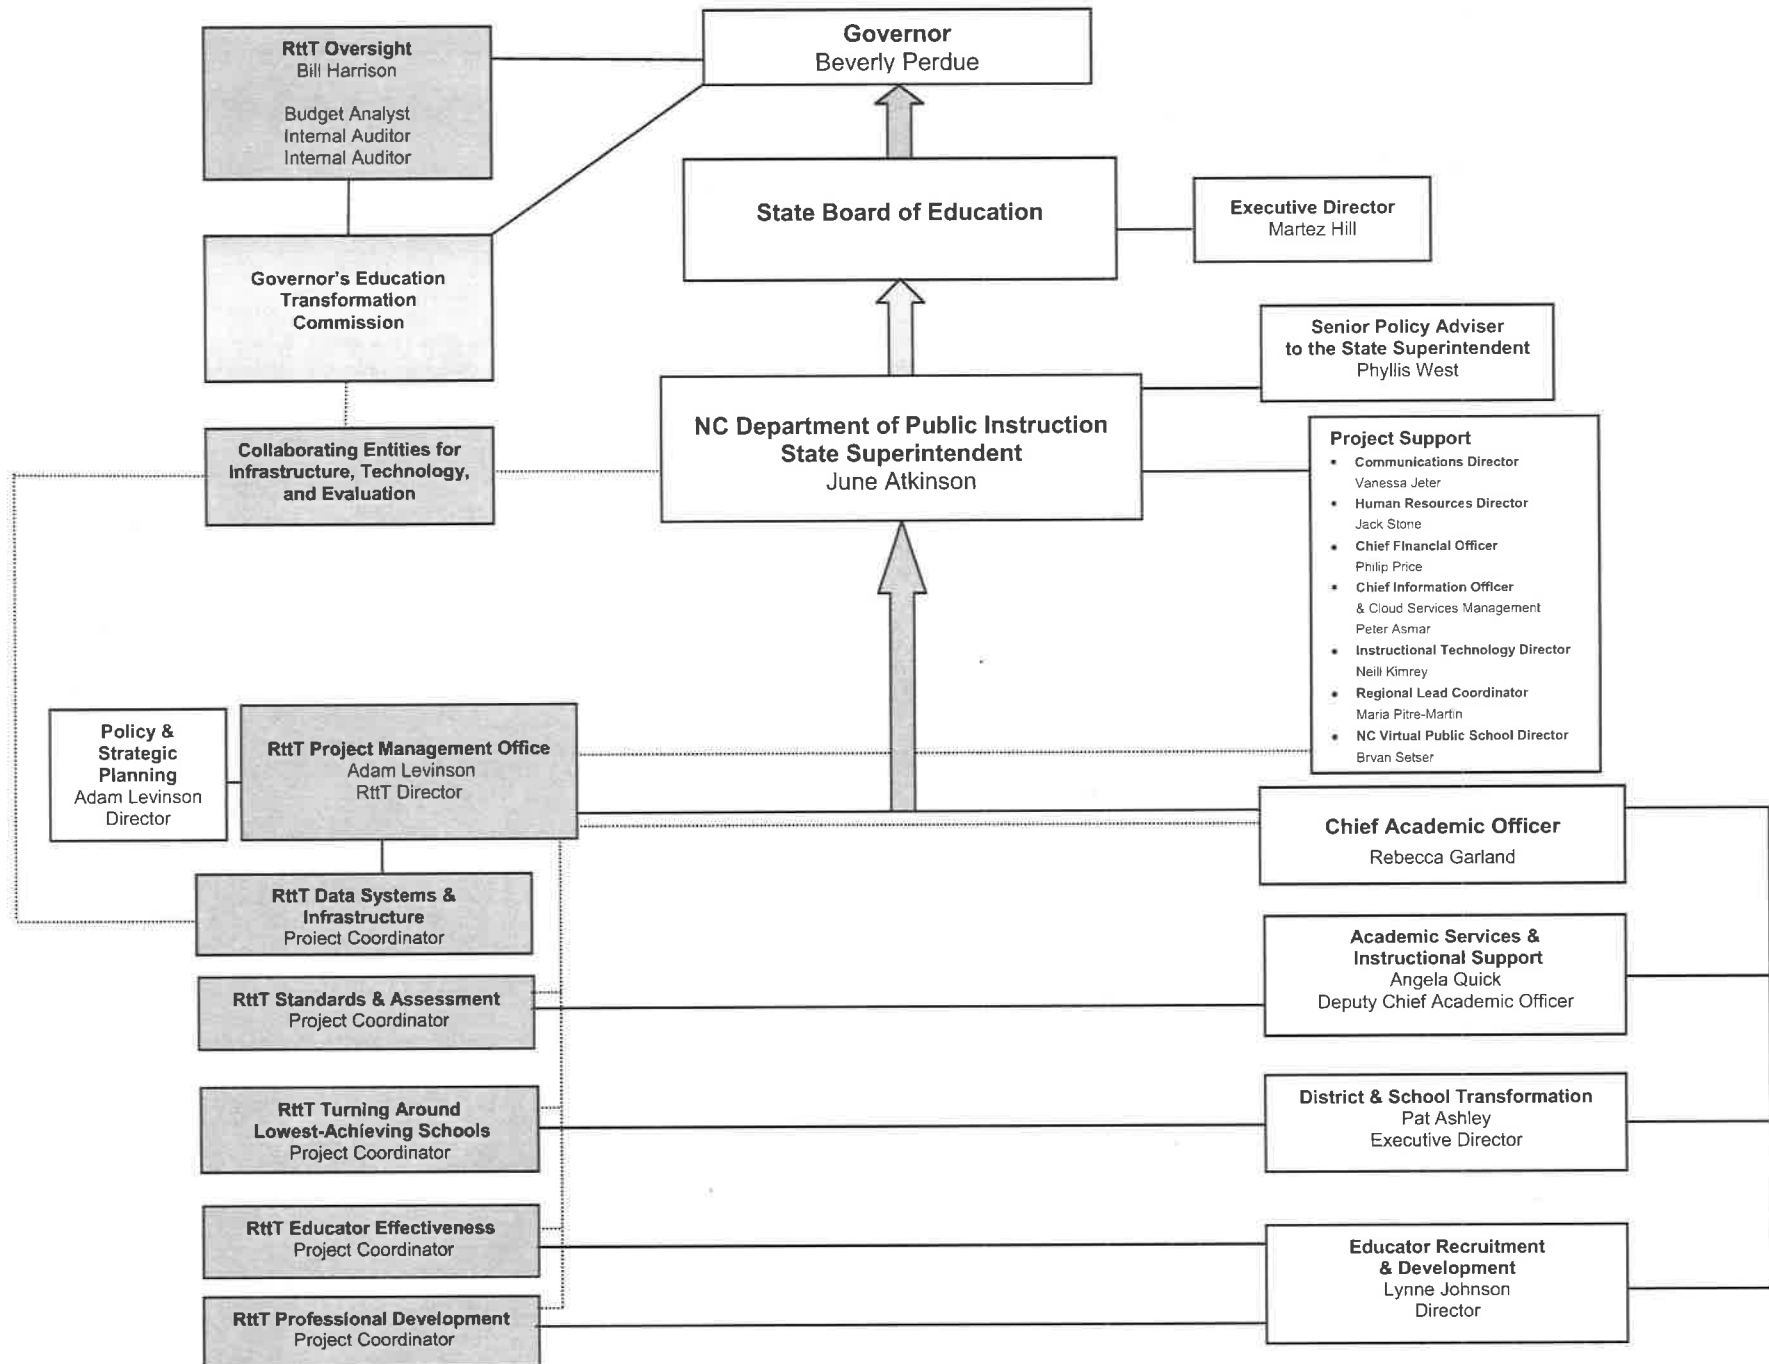 RttT Oversight
Bill Harrison
Budget Analyst
Internal Auditor
Internal Auditor
Governor
Beverly Perdue
State Board of Education
Executive Director
Martez Hill
Governor's Education
Transformation
Commission
Senior Policy Adviser
to the State Superintendent
Phyllis West
NC Department of Public Instruction
State Superintendent
June Atkinson
Collaborating Entities for
Infrastructure, Technology,
and Evaluation
Project Support
• Communications Director
Vanessa Jeter
• Human Resources Director
Jack Stone
• Chief Financial Officer
Philip Price
• Chief Information Officer
& Cloud Services Management
Peter Asmar
• Instructional Technology Director
Neill Kimrey
• Regional Lead Coordinator
Maria Pitre-Martin
• NC Virtual Public School Director
Bryan Setser
Policy &
Strategic
Planning
Adam Levinson
Director
RttT Project Management Office
Adam Levinson
RttT Director
Chief Academic Officer
Rebecca Garland
RttT Data Systems &
Infrastructure
Project Coordinator
Academic Services &
Instructional Support
Angela Quick
Deputy Chief Academic Officer
RttT Standards & Assessment
Project Coordinator
RttT Turning Around
Lowest-Achieving Schools
Project Coordinator
District & School Transformation
Pat Ashley
Executive Director
RttT Educator Effectiveness
Project Coordinator
Educator Recruitment
& Development
Lynne Johnson
Director
RttT Professional Development
Project Coordinator